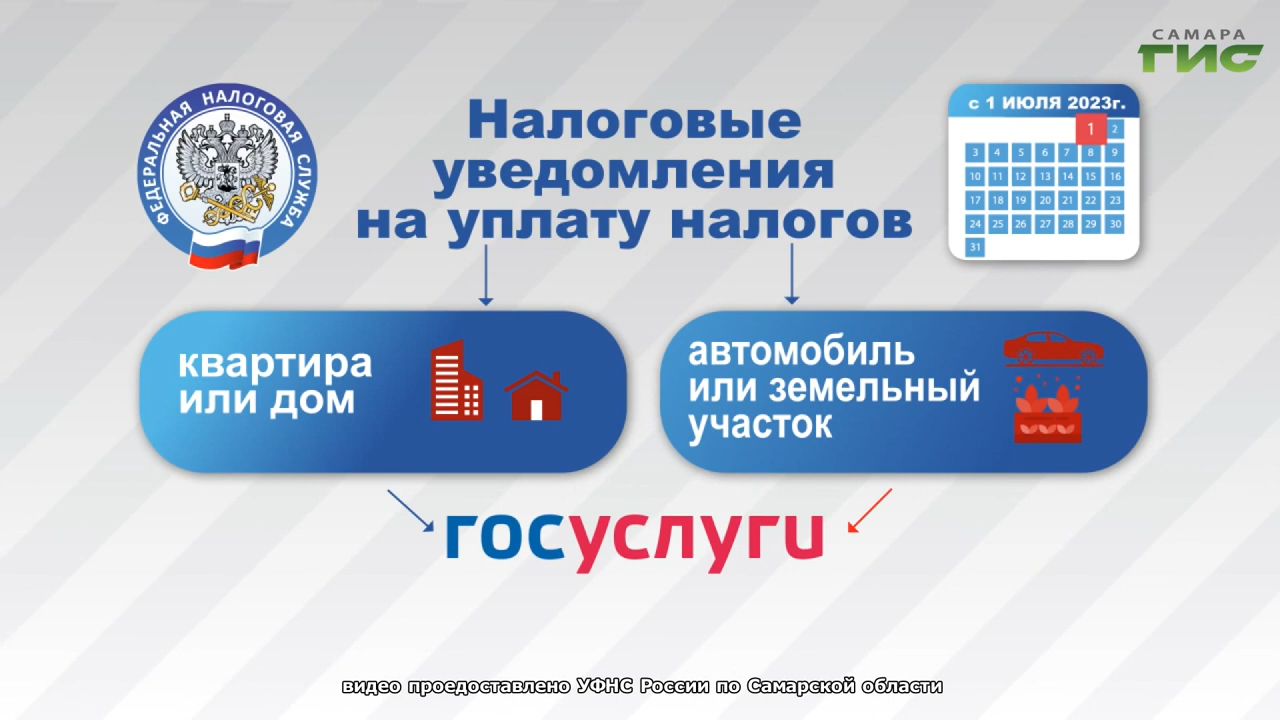 САМАРА
ГИС
ФЕДЕРАЛЬНАЯ НАЛОГОВАЯ СЛУЖБА
Налоговые
уведомления
на уплату налогов
с 1 ИЮЛЯ 2023г.
1 2
3 4 5 6 7 8 9
10 11 12 13 14 15 16
17 18 19 20 21 22 23
24 25 26 27 28 29 30
31
квартира
или дом
автомобиль
или земельный
участок
госуслуги
видео проедоставлено УФНС России по Самарской области